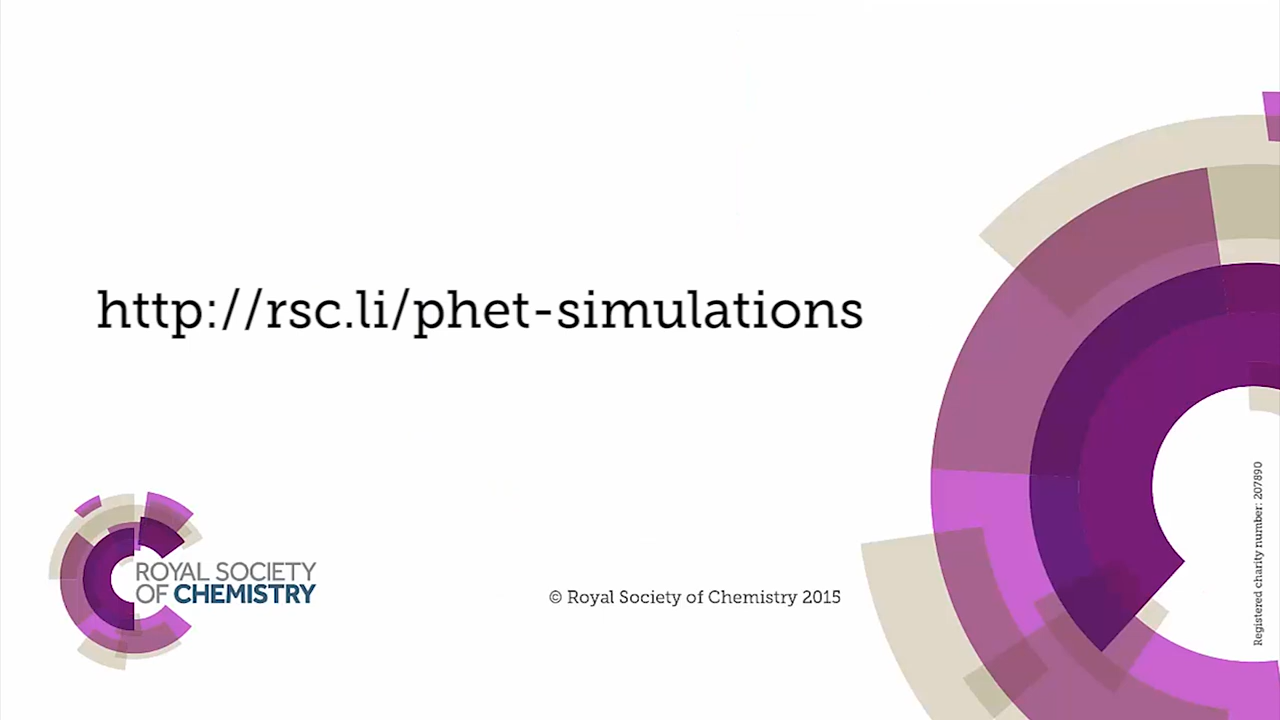 http://rsc.li/phet-simulations
ROYAL SOCIETY
OF CHEMISTRY
© Royal Society of Chemistry 2015
Registered charity number: 207890